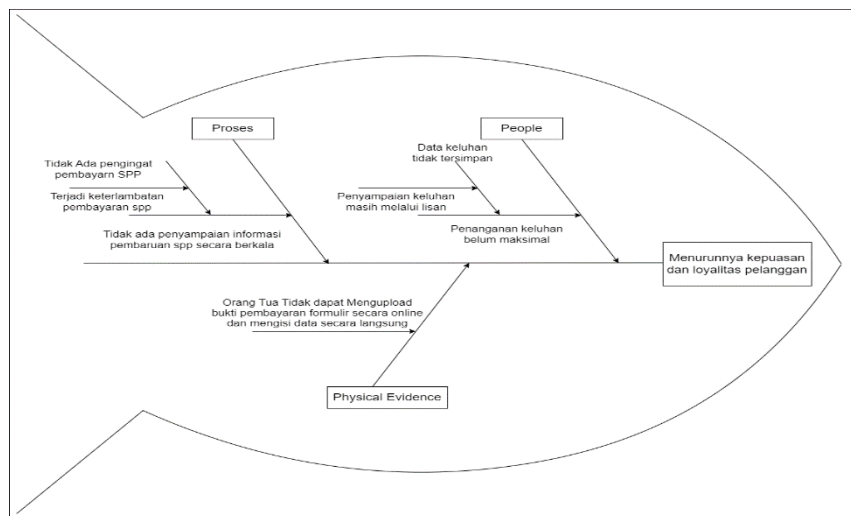 Proses
People
Tidak Ada pengingat
pembayarn SPP
Terjadi keterlambatan
pembayaran spp
Tidak ada penyampaian informasi
pembaruan spp secara berkala
Data keluhan
tidak tersimpan
Penyampaian keluhan
masih melalui lisan
Penanganan keluhan
belum maksimal
Menurunnya kepuasan
dan loyalitas pelanggan
Orang Tua Tidak dapat Mengupload
bukti pembayaran formulir secara online
dan mengisi data secara langsung
Physical Evidence